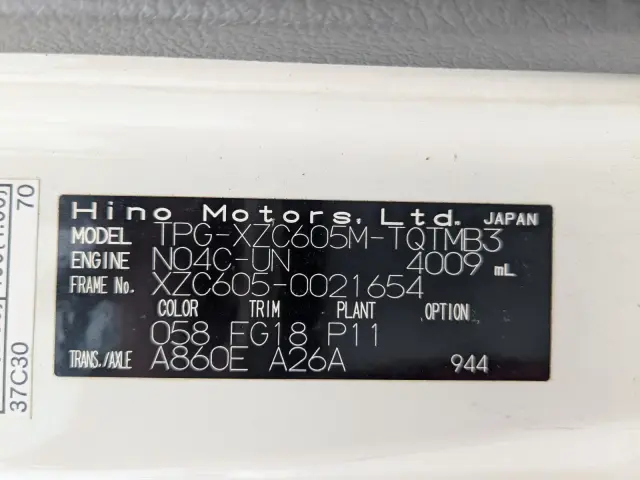 Hino Motors, Ltd. JAPAN
MODEL TPG-XZC605M-TQTMB3
ENGINE N04C-UN 4009 mL
FRAME No. XZC605-0021654
COLOR TRIM PLANT OPTION
058 EG18 P11
TRANS./AXLE A860E A26A 944
70
37C30